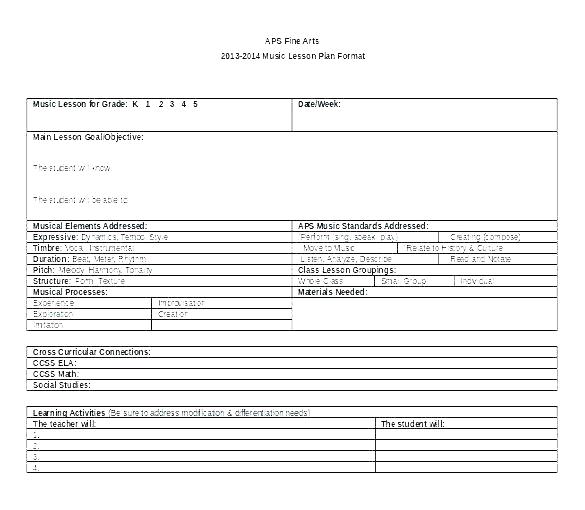 APS Fine Arts
2013-2014 Music Lesson Plan Format
Music Lesson for Grade: K 1 2 3 4 5
Date/Week:
Main Lesson Goal/Objective:
The student will know
The student will be able to
Musical Elements Addressed:
APS Music Standards Addressed:
Expressive: Dynamics, Tempo, Style
Perform (sing, speak, play)
Creating (compose)
Timbre: Vocal, Instrumental
Move to Music
Relate to History & Culture
Duration: Beat, Meter, Rhythm
Listen, Analyze, Describe
Read and Notate
Pitch: Melody, Harmony, Tonality
Class Lesson Groupings:
Structure: Form, Texture
Whole Class
Small Group
Individual
Musical Processes:
Materials Needed:
Experience
Improvisation
Exploration
Creation
Imitation
Cross Curricular Connections:
CCSS ELA:
CCSS Math:
Social Studies:
Learning Activities (Be sure to address modification & differentiation needs)
The teacher will:
The student will:
1.
2.
3.
4.